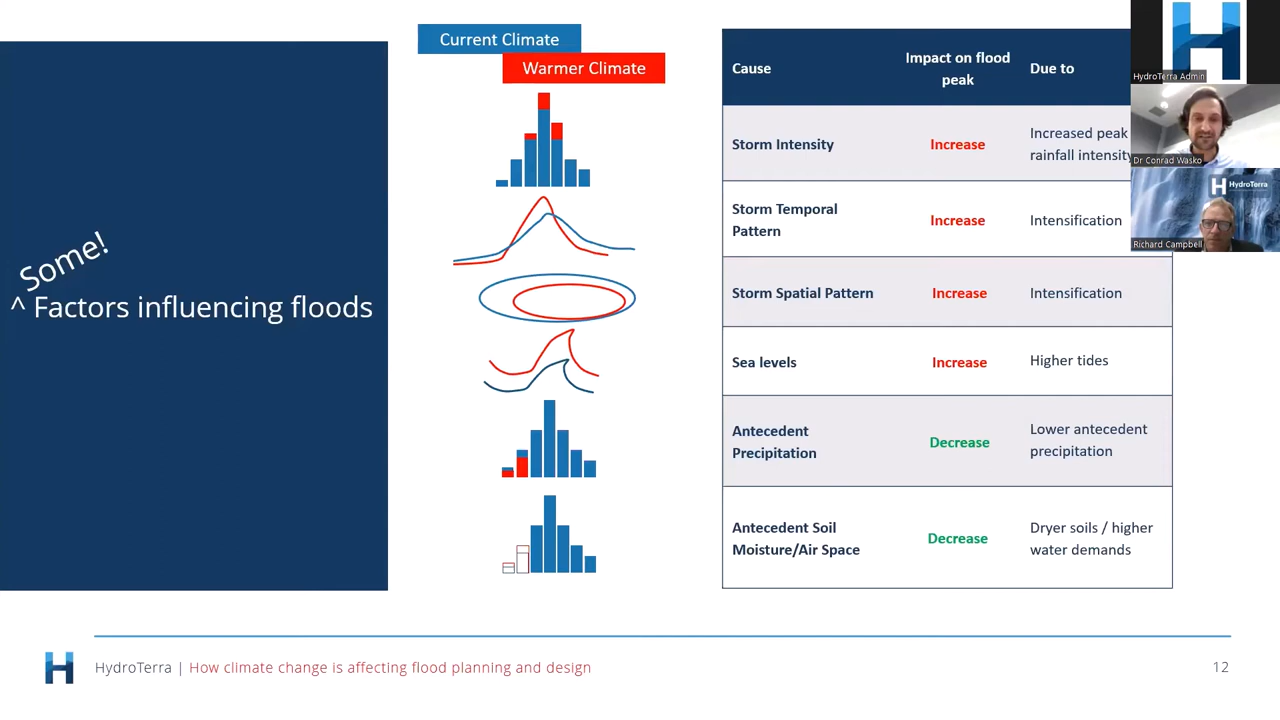 Current Climate
Warmer Climate
Some!
^ Factors influencing floods
Cause
Impact on flood
peak
Due to
Storm Intensity
Increase
Increased peak
rainfall intensity
Storm Temporal
Pattern
Increase
Intensification
Storm Spatial Pattern
Increase
Intensification
Sea levels
Increase
Higher tides
Antecedent
Precipitation
Decrease
Lower antecedent
precipitation
Antecedent Soil
Moisture/Air Space
Decrease
Dryer soils / higher
water demands
HydroTerra Admin
Dr Conrad Wasko
HydroTerra
Richard Campbell
HydroTerra | How climate change is affecting flood planning and design
12